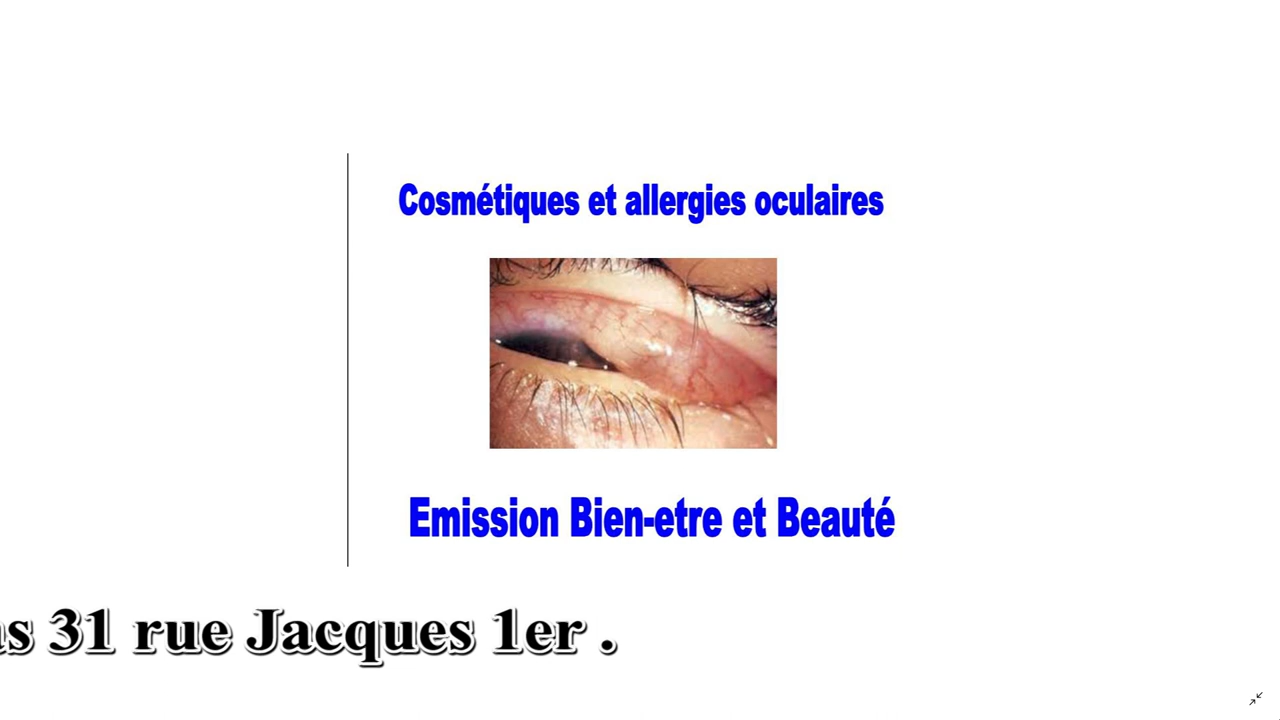 Cosmétiques et allergies oculaires
Emission Bien-etre et Beauté
31 rue Jacques 1er .